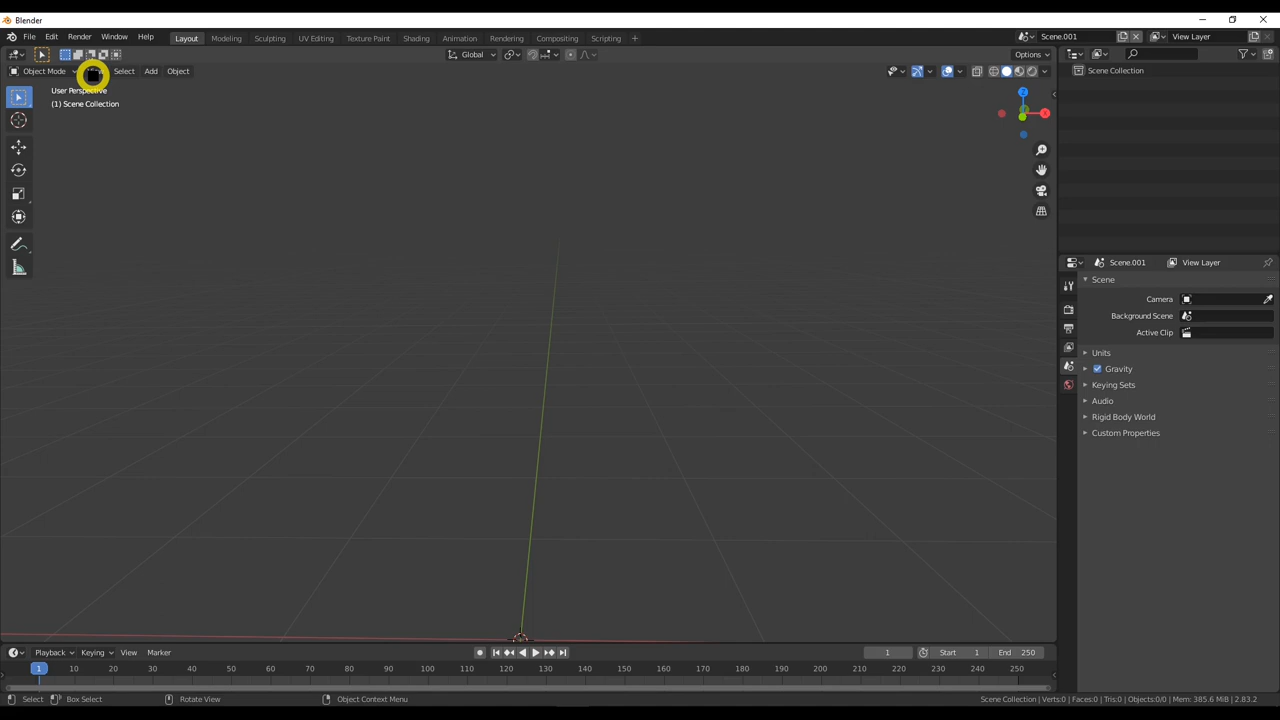 Blender
File Edit Render Window Help
Layout Modeling Sculpting UV Editing Texture Paint Shading Animation Rendering Compositing Scripting +
Scene.001 View Layer
Global Options
Object Mode Select Add Object
User Perspective
(1) Scene Collection
Z
X
Scene Collection
Scene.001 View Layer
Scene
Camera
Background Scene
Active Clip
Units
Gravity
Keying Sets
Audio
Rigid Body World
Custom Properties
Playback Keying View Marker 1 Start 1 End 250
1 10 20 30 40 50 60 70 80 90 100 110 120 130 140 150 160 170 180 190 200 210 220 230 240 250
Select Box Select Rotate View Object Context Menu Scene Collection | Verts:0 | Faces:0 | Tris:0 | Objects:0/0 | Mem: 385.6 MiB | 2.83.2